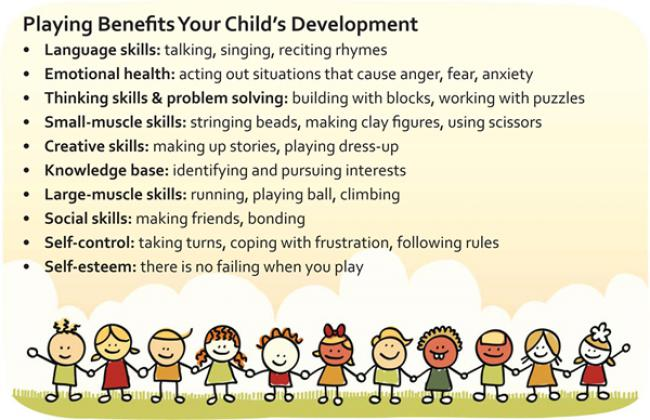 Playing Benefits Your Child's Development
• Language skills: talking, singing, reciting rhymes
• Emotional health: acting out situations that cause anger, fear, anxiety
• Thinking skills & problem solving: building with blocks, working with puzzles
• Small-muscle skills: stringing beads, making clay figures, using scissors
• Creative skills: making up stories, playing dress-up
• Knowledge base: identifying and pursuing interests
• Large-muscle skills: running, playing ball, climbing
• Social skills: making friends, bonding
• Self-control: taking turns, coping with frustration, following rules
• Self-esteem: there is no failing when you play